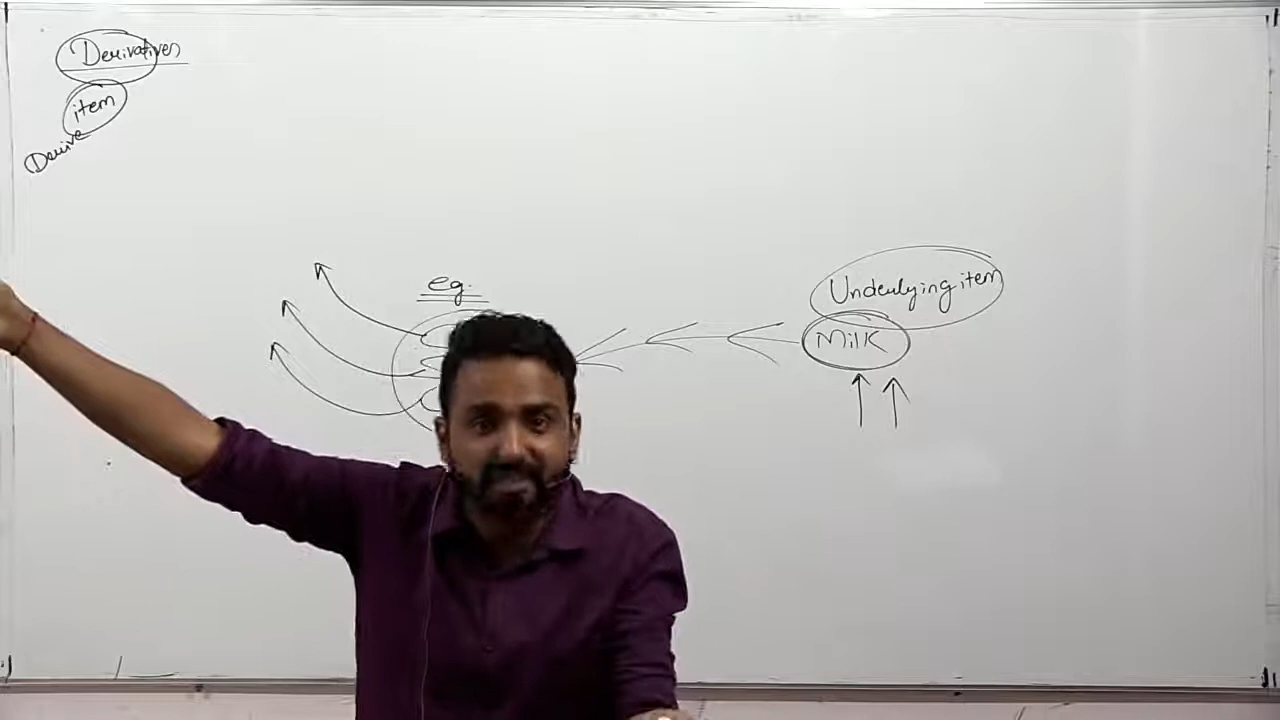 Derivatives
item
Derive
eg.
Underlying item
Milk